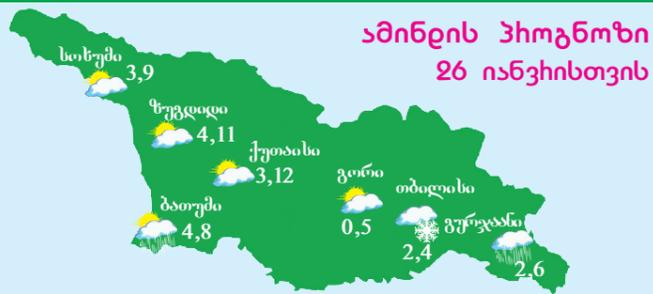 ამინდის პროგნოზი
26 იანვრისთვის
სოხუმი
3,9
ზუგდიდი
4,11
ქუთაისი
3,12
გორი
0,5
თბილისი
2,4
გურჯაანი
2,6
ბათუმი
4,8